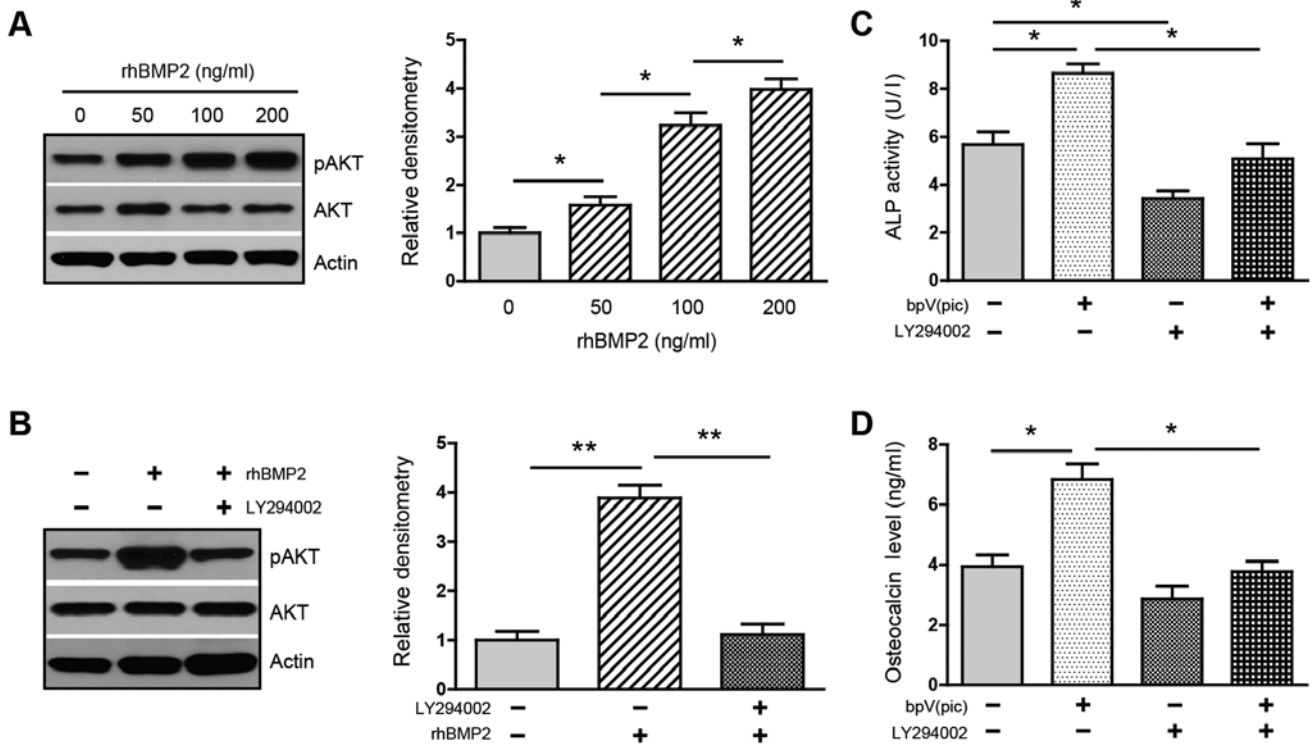 A
rhBMP2 (ng/ml)
0 50 100 200
pAKT
AKT
Actin
Relative densitometry
5
4
3
2
1
0
* * *
0 50 100 200
rhBMP2 (ng/ml)
B
− + + rhBMP2
− − + LY294002
pAKT
AKT
Actin
Relative densitometry
5
4
3
2
1
0
** **
LY294002 − − +
rhBMP2 − + +
C
ALP activity (U/l)
10
8
6
4
2
0
*
* *
bpV(pic) − + − +
LY294002 − − + +
D
Osteocalcin level (ng/ml)
8
6
4
2
0
* *
bpV(pic) − + − +
LY294002 − − + +